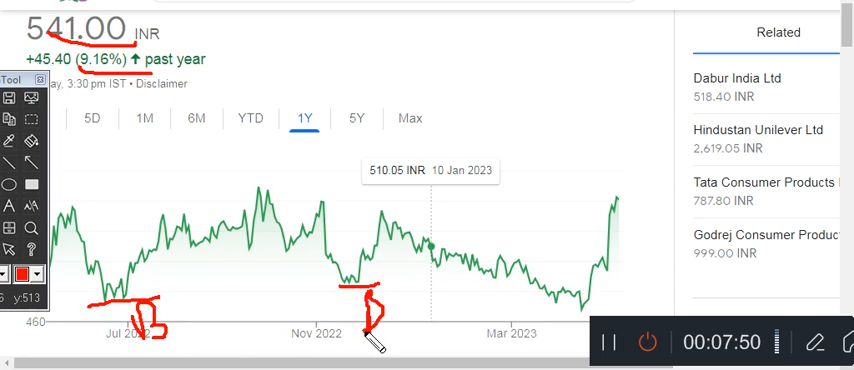 541.00 INR
+45.40 (9.16%) ↑ past year
ay, 3:30 pm IST • Disclaimer
Tool
5D 1M 6M YTD 1Y 5Y Max
510.05 INR 10 Jan 2023
A
?
6 y:513
460
Nov 2022
Mar 2023
B
Related
Dabur India Ltd
518.40 INR
Hindustan Unilever Ltd
2,619.05 INR
Tata Consumer Products
787.80 INR
Godrej Consumer Produc
999.00 INR
00:07:50